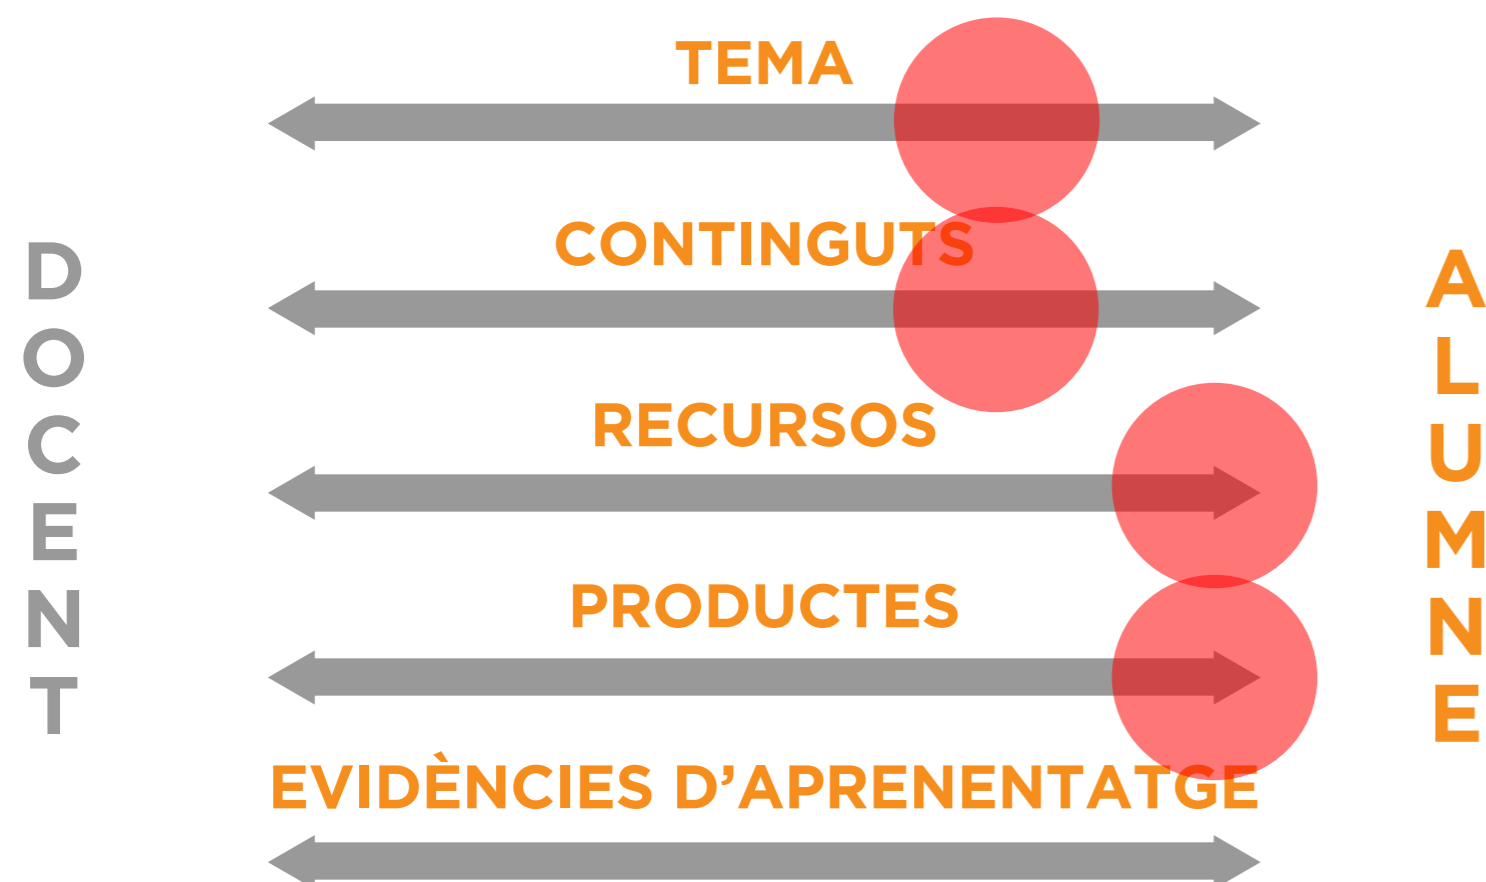 TEMA
CONTINGUTS
RECURSOS
PRODUCTES
EVIDÈNCIES D’APRENENTATGE
DOCENT
ALUMNE